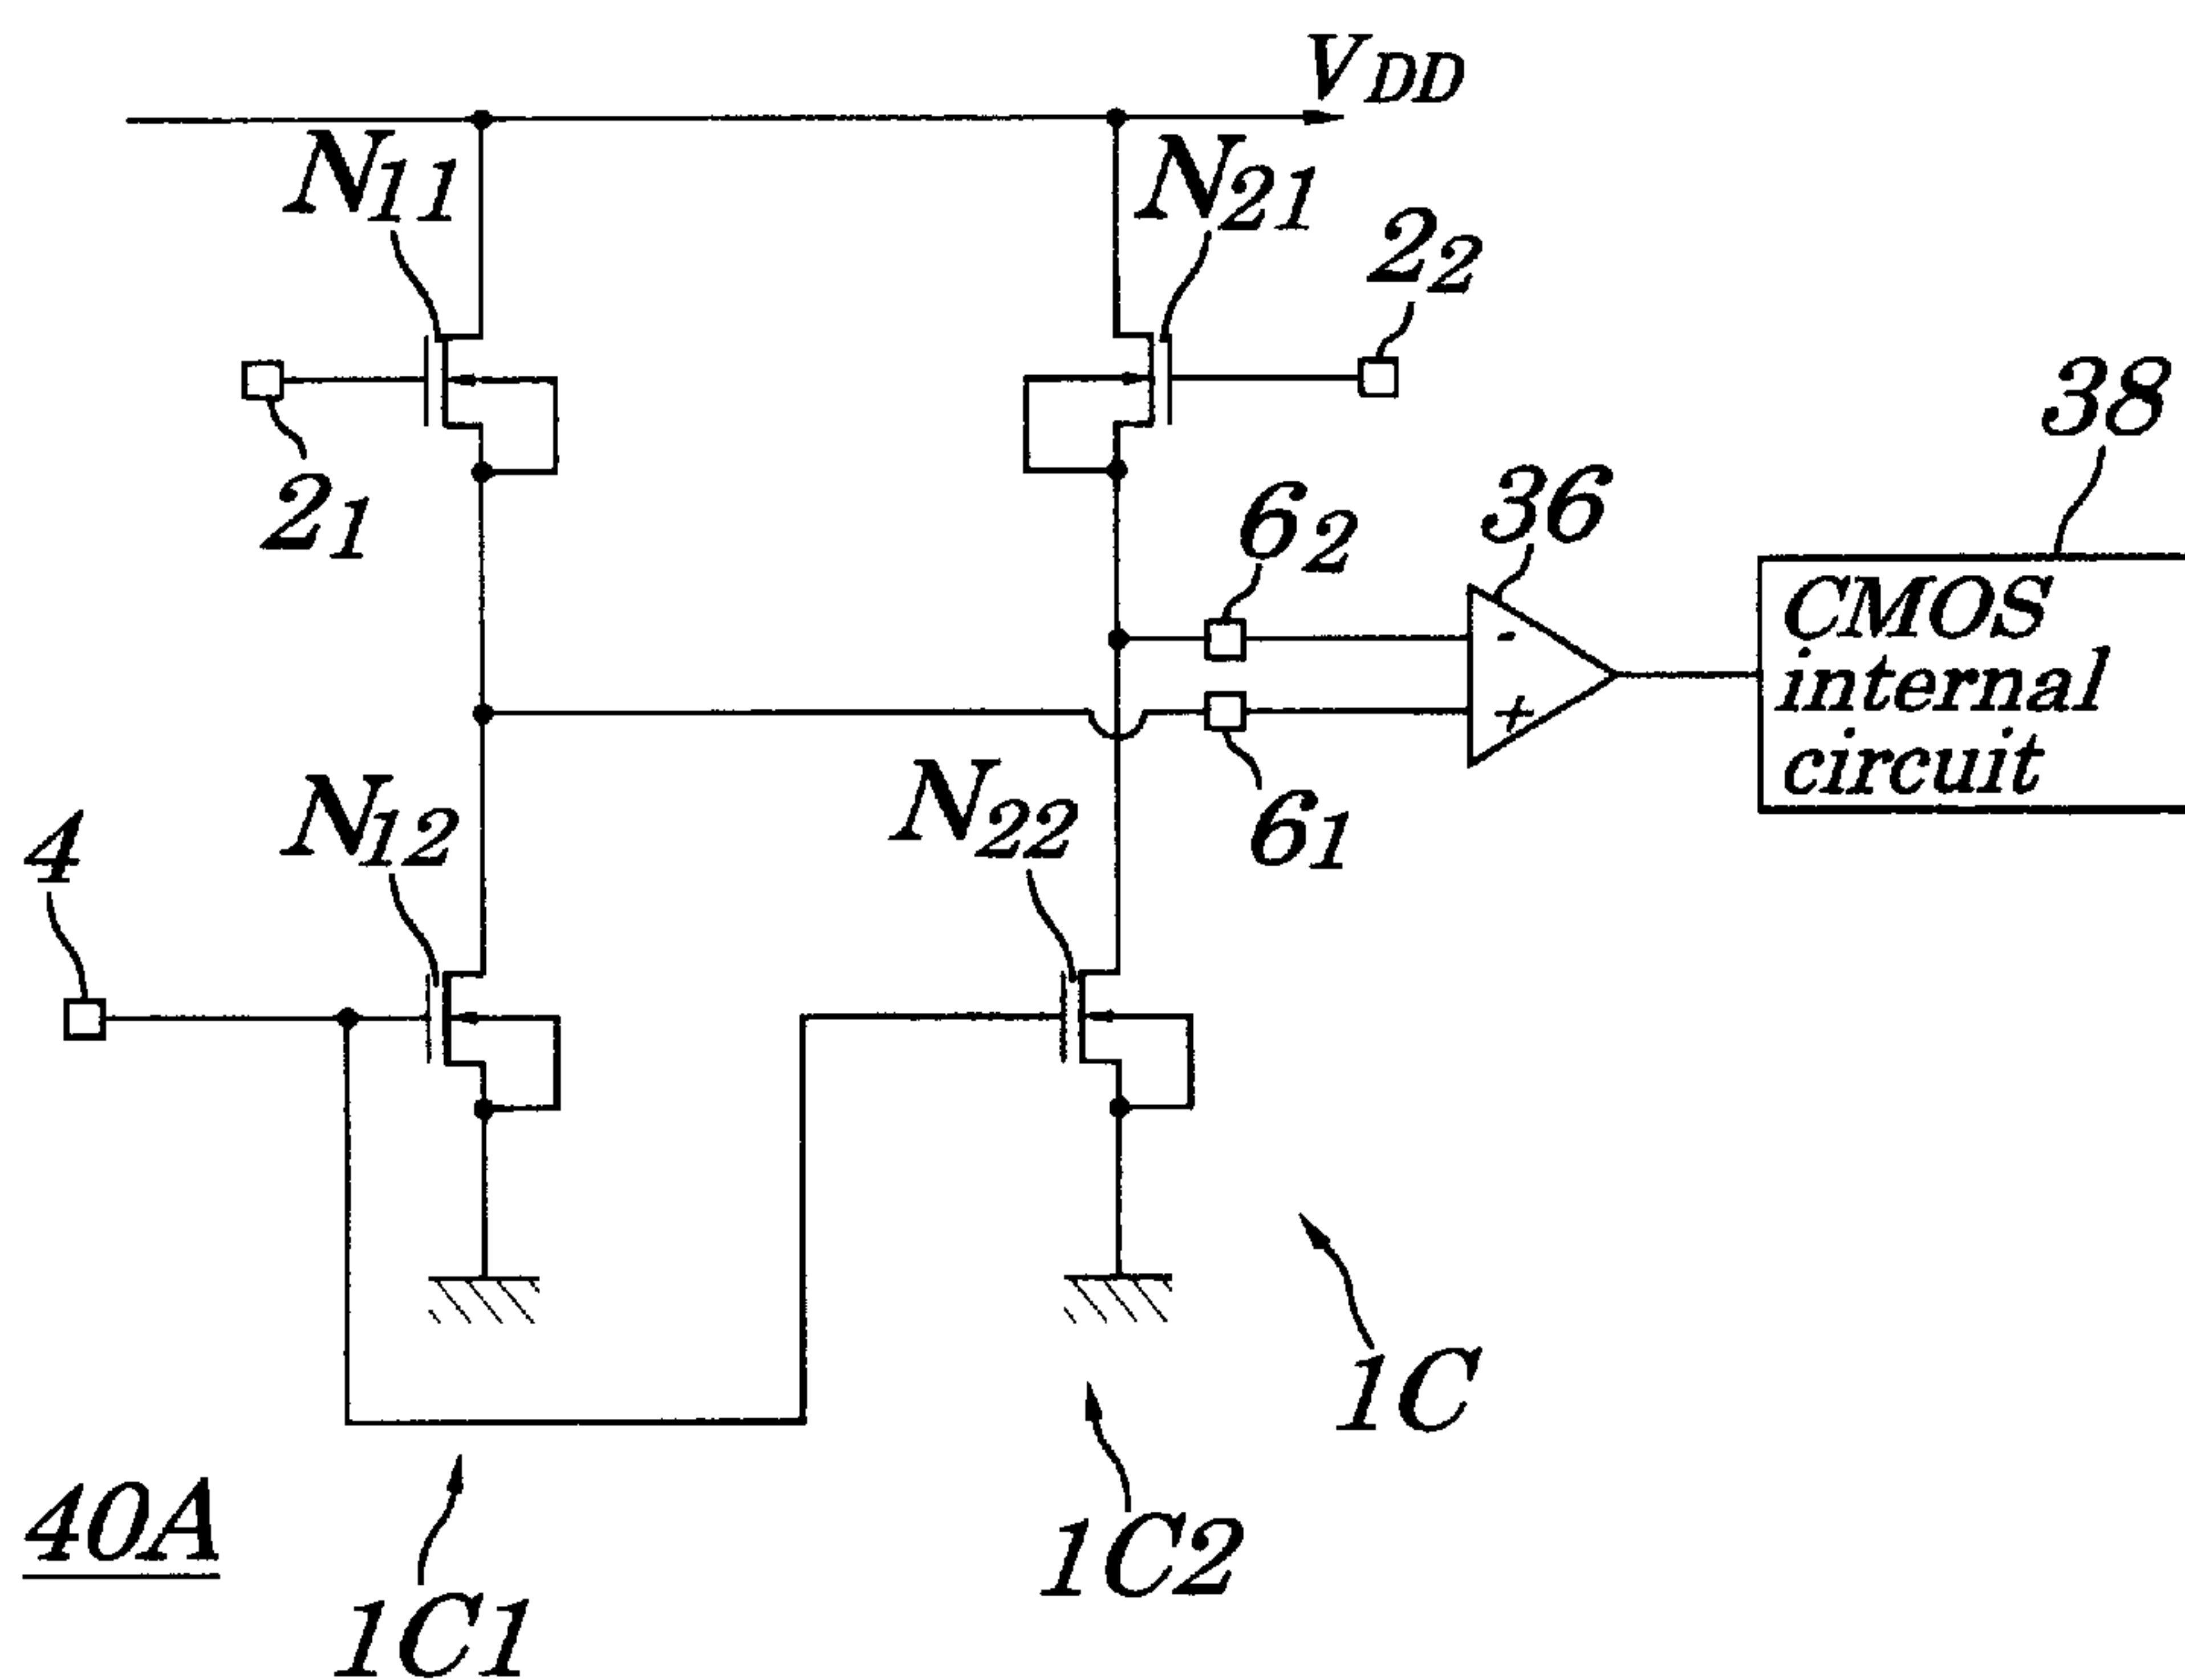 VDD
N11
N21
22
21
38
36
62
-
CMOS
internal
circuit
+
61
N12
N22
4
1C
40A
1C2
1C1